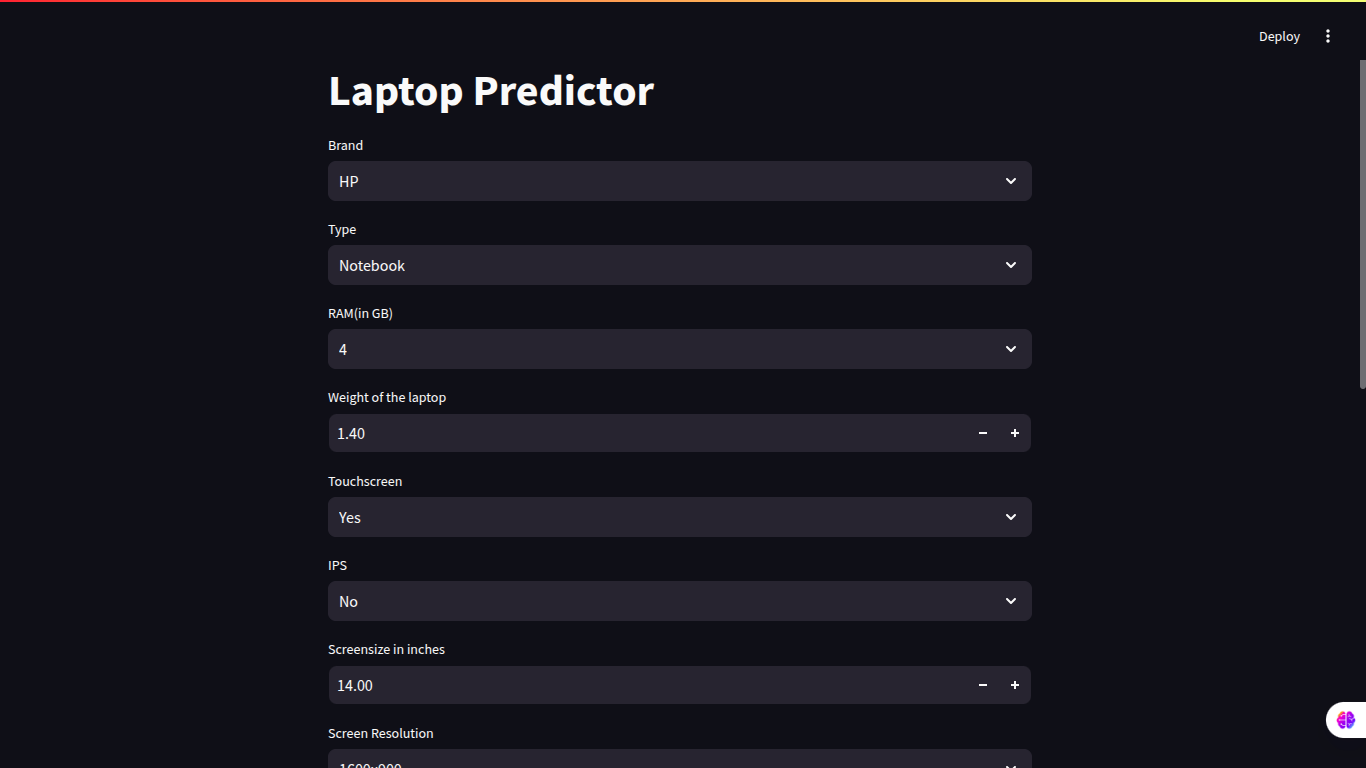 Deploy
Laptop Predictor
Brand
HP
Type
Notebook
RAM(in GB)
4
Weight of the laptop
1.40
Touchscreen
Yes
IPS
No
Screensize in inches
14.00
Screen Resolution
1600x900